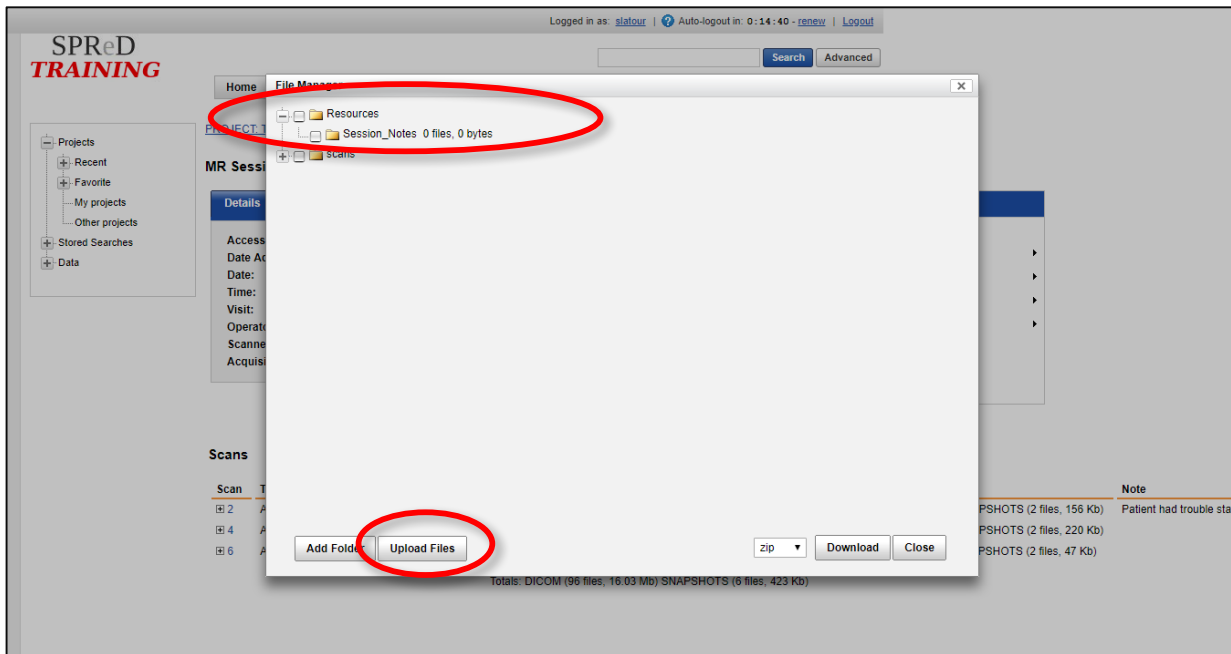 Logged in as: slatour | Auto-logout in: 0:14:40 - renew | Logout
SPReD
TRAINING
Search Advanced
Home
File Manager
Resources
Session_Notes 0 files, 0 bytes
scans
PROJECT:
Projects
Recent
Favorite
My projects
Other projects
Stored Searches
Data
MR Sessi
Details
Access
Date Ad
Date:
Time:
Visit:
Operato
Scanne
Acquisi
Add Folder Upload Files zip Download Close
Scans
Scan T Note
2 A PSHOTS (2 files, 156 Kb) Patient had trouble sta
4 A PSHOTS (2 files, 220 Kb)
6 A PSHOTS (2 files, 47 Kb)
Totals: DICOM (96 files, 16.03 Mb) SNAPSHOTS (6 files, 423 Kb)